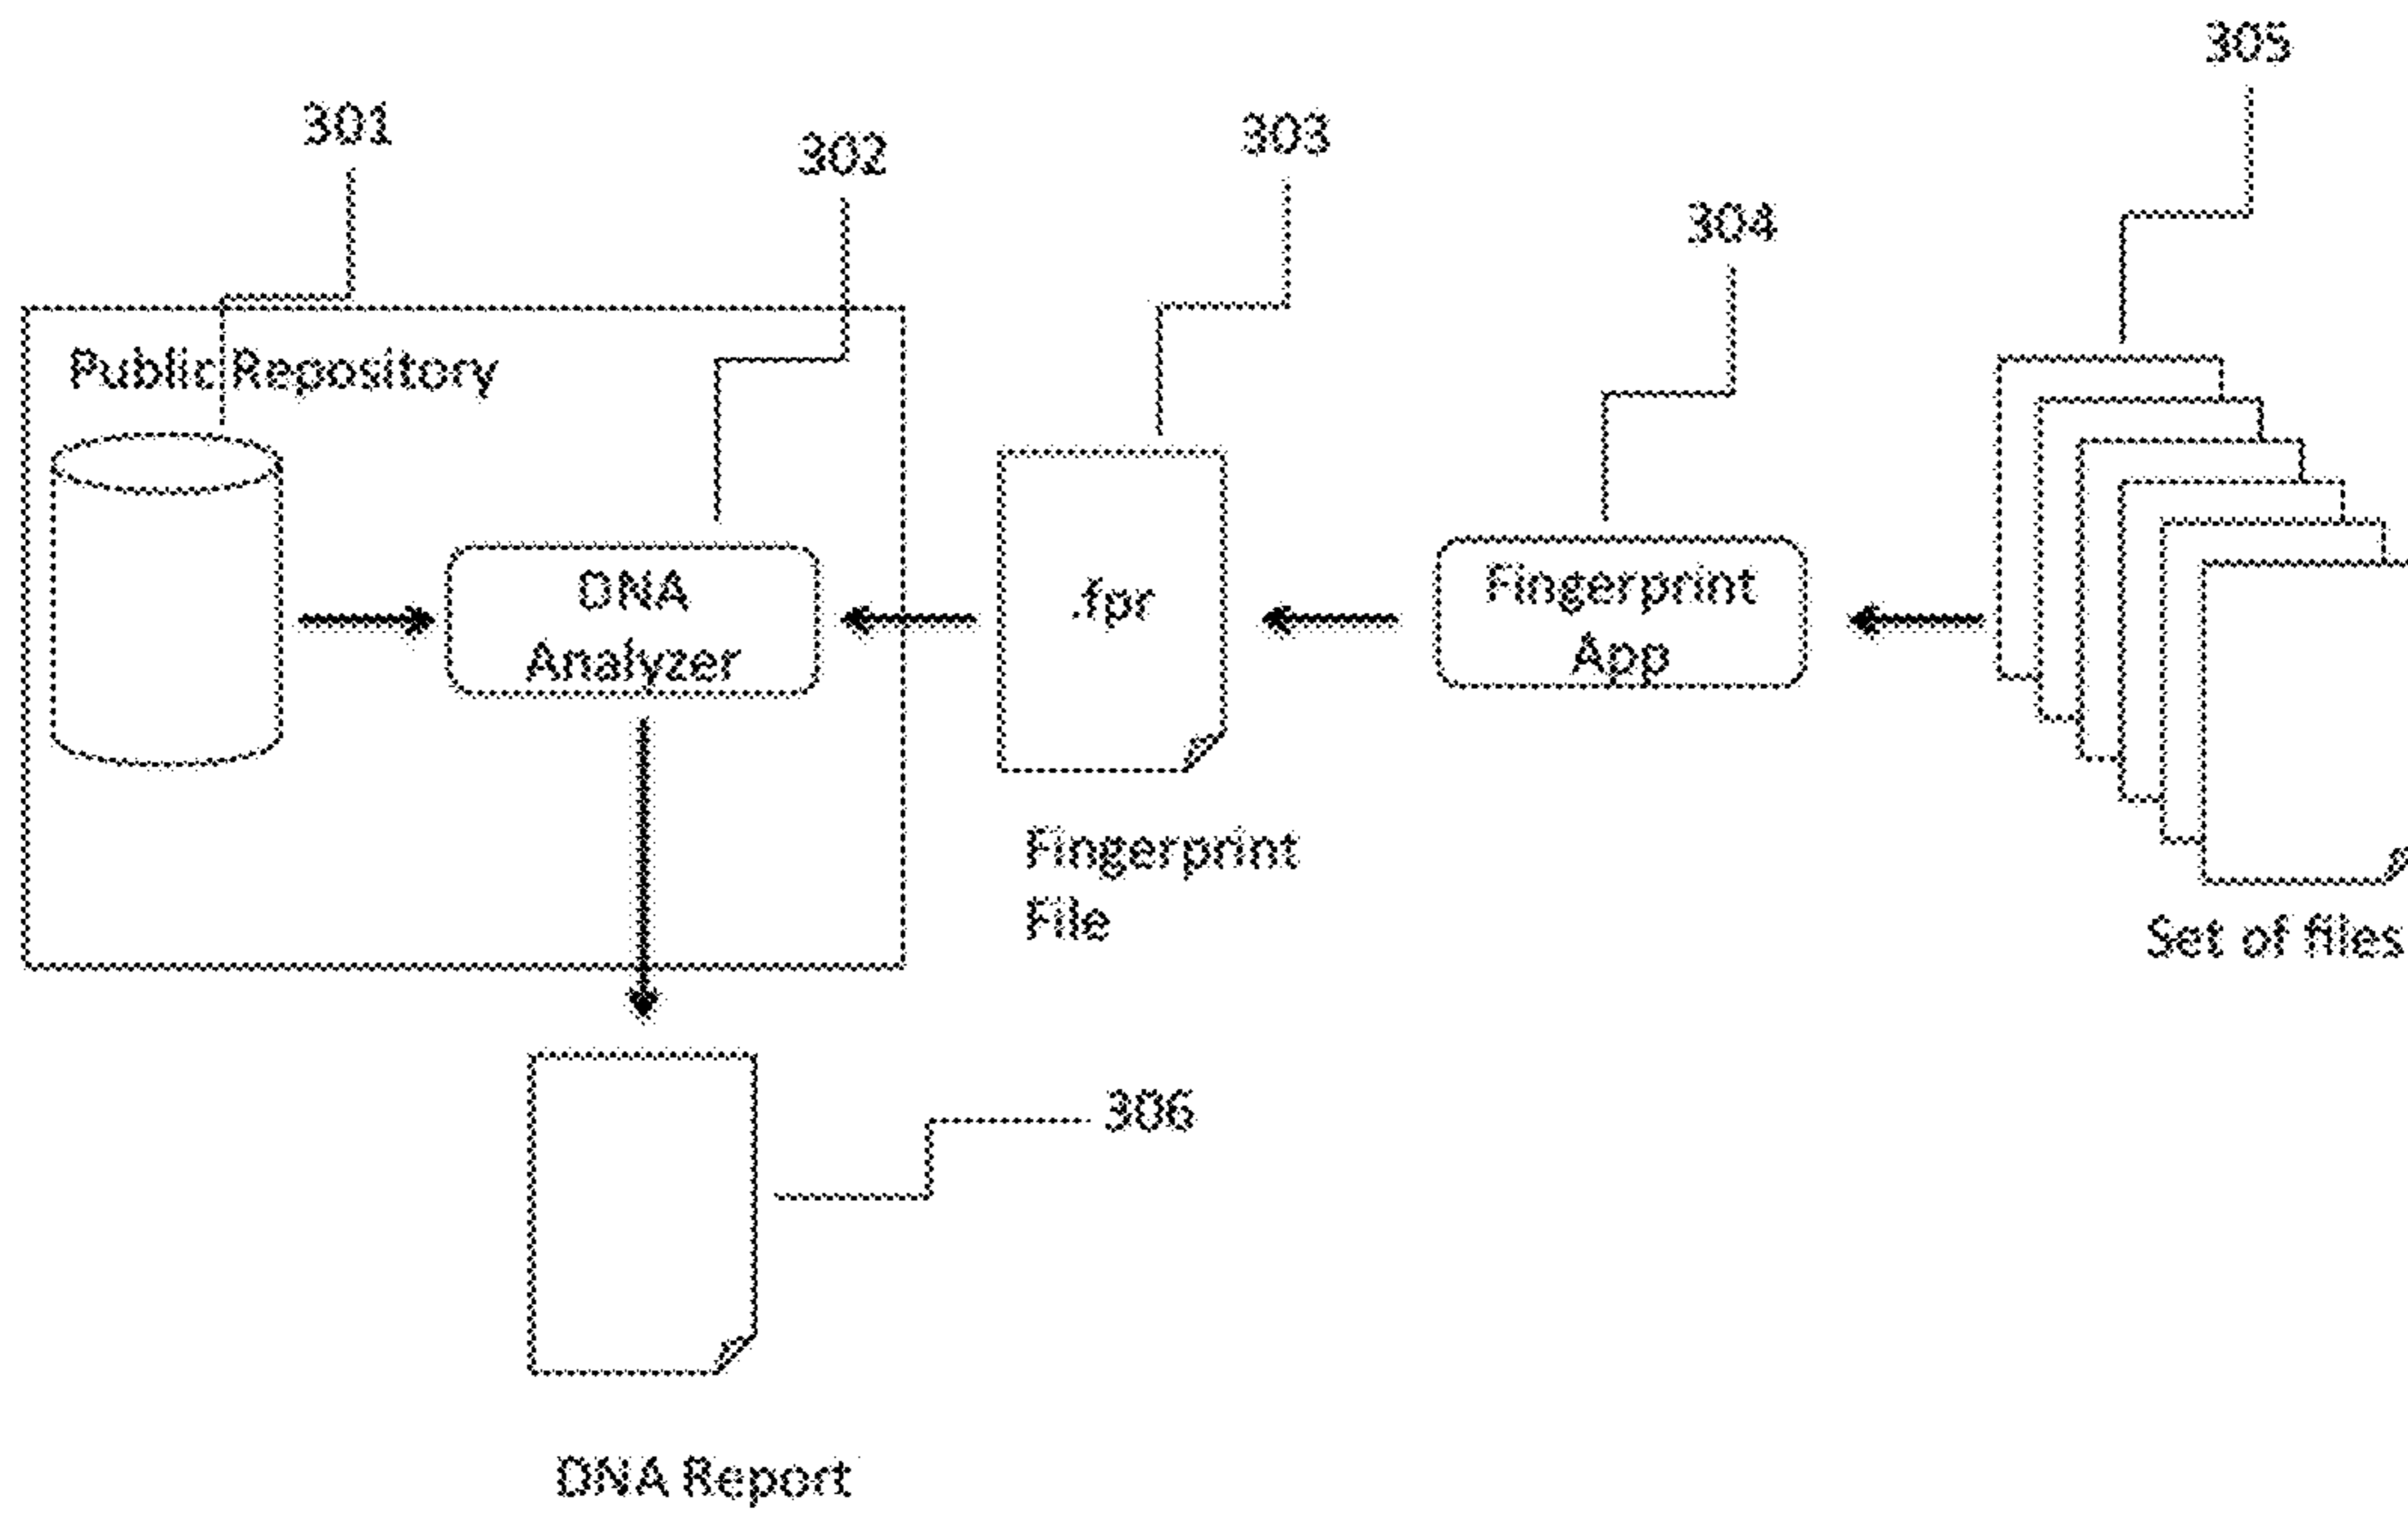 305
301
302
303
304
Public Repository
DNA
Analyzer
.fpr
Fingerprint
App
Fingerprint
File
Set of files
306
DNA Report